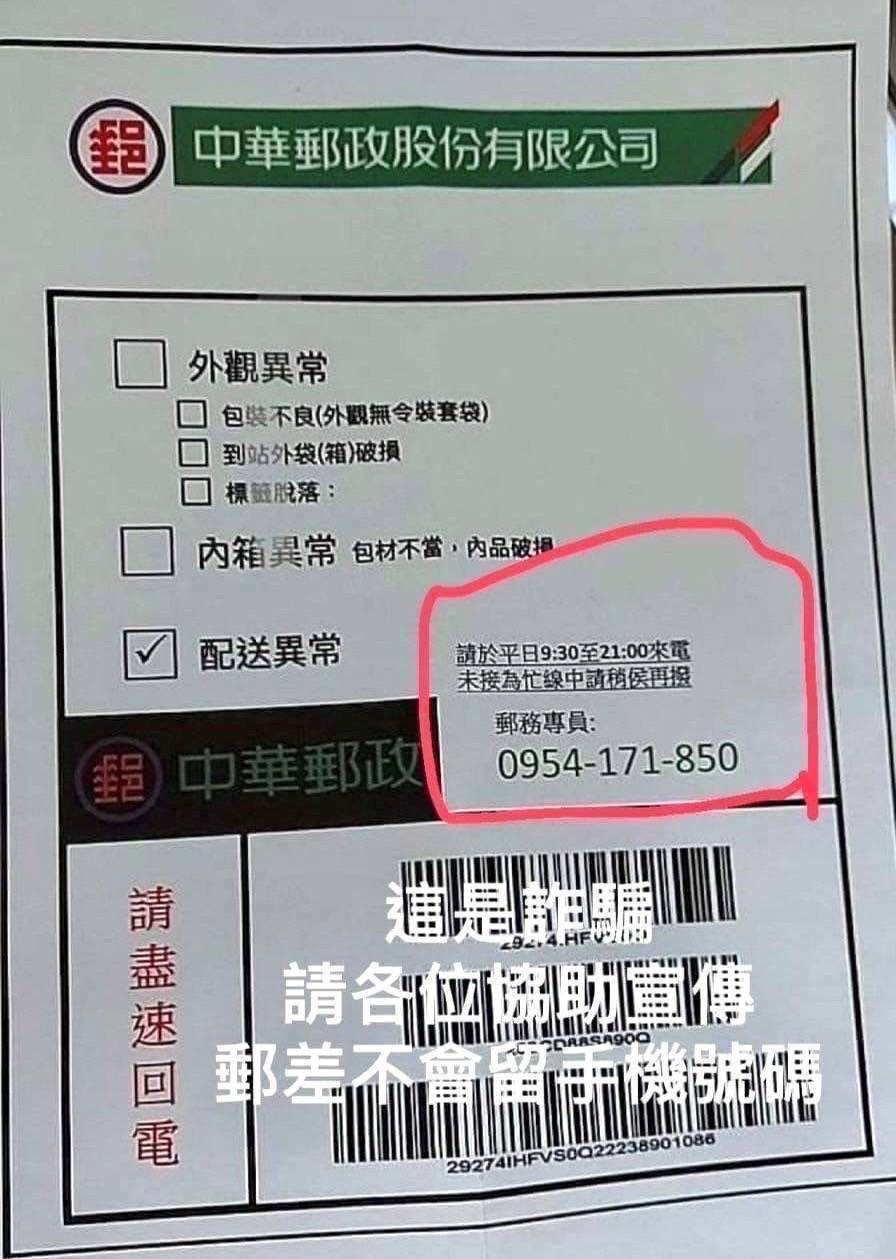 郵 中華郵政股份有限公司
外觀異常
包裝不良(外觀無令裝套袋)
到站外袋(箱)破損
標籤脫落：
內箱異常 包材不當，內品破損
配送異常
請於平日9:30至21:00來電
未接為忙線中請稍侯再撥
郵務專員:
0954-171-850
郵 中華郵政
請盡速回電
這是詐騙
請各位協助宣傳
郵差不會留手機號碼
29274IHFVS0Q22238901086